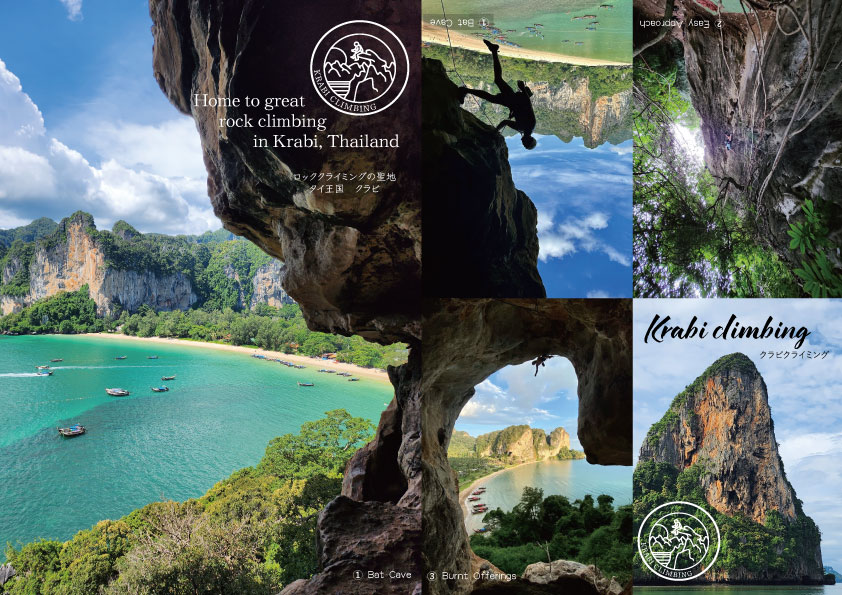 Home to great
rock climbing
in Krabi, Thailand
ロッククライミングの聖地
タイ王国　クラビ
KRABI CLIMBING
① Bat Cave
① Bat Cave
② Easy Approach
③ Burnt Offerings
Krabi climbing
クラビクライミング
KRABI CLIMBING